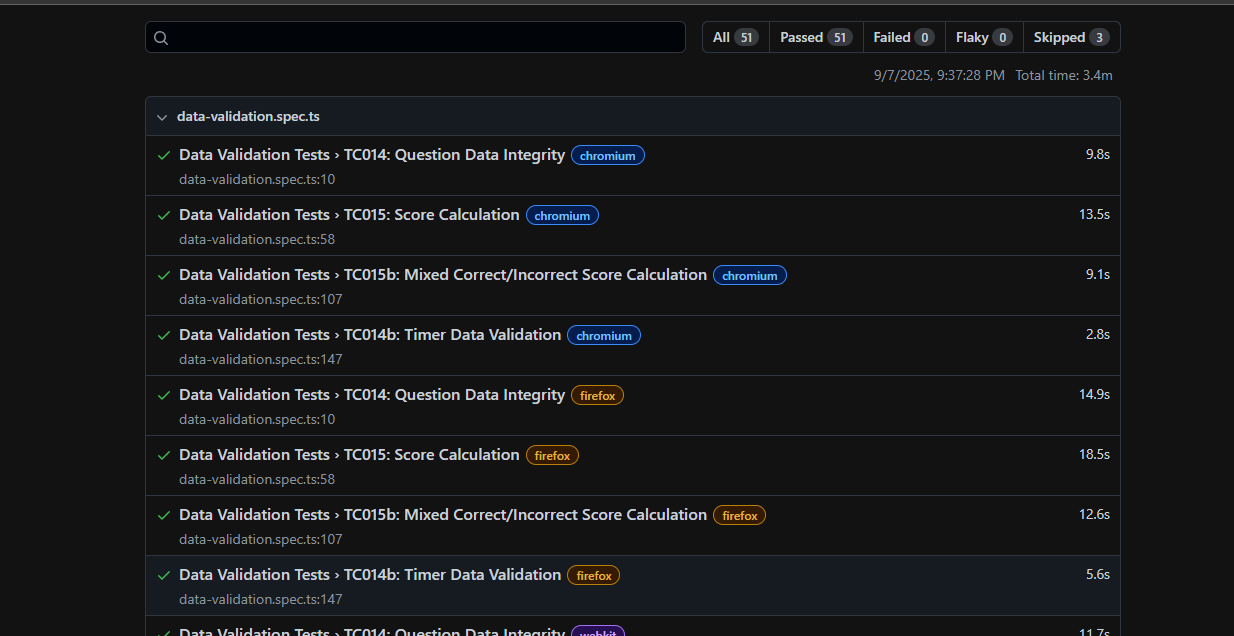 All 51 Passed 51 Failed 0 Flaky 0 Skipped 3
9/7/2025, 9:37:28 PM Total time: 3.4m
data-validation.spec.ts
Data Validation Tests › TC014: Question Data Integrity chromium 9.8s
data-validation.spec.ts:10
Data Validation Tests › TC015: Score Calculation chromium 13.5s
data-validation.spec.ts:58
Data Validation Tests › TC015b: Mixed Correct/Incorrect Score Calculation chromium 9.1s
data-validation.spec.ts:107
Data Validation Tests › TC014b: Timer Data Validation chromium 2.8s
data-validation.spec.ts:147
Data Validation Tests › TC014: Question Data Integrity firefox 14.9s
data-validation.spec.ts:10
Data Validation Tests › TC015: Score Calculation firefox 18.5s
data-validation.spec.ts:58
Data Validation Tests › TC015b: Mixed Correct/Incorrect Score Calculation firefox 12.6s
data-validation.spec.ts:107
Data Validation Tests › TC014b: Timer Data Validation firefox 5.6s
data-validation.spec.ts:147
Data Validation Tests › TC014: Question Data Integrity webkit 11.7s